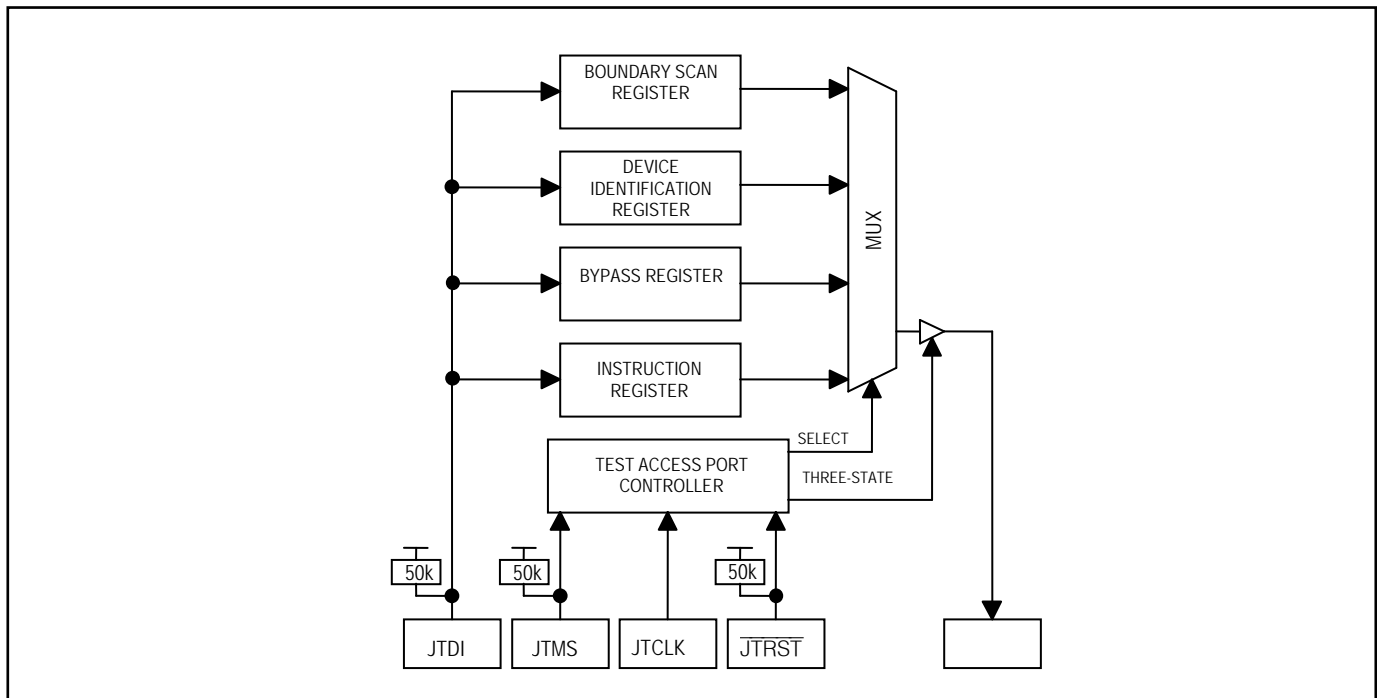 BOUNDARY SCAN
REGISTER
DEVICE
IDENTIFICATION
REGISTER
BYPASS REGISTER
INSTRUCTION
REGISTER
MUX
SELECT
TEST ACCESS PORT
CONTROLLER
THREE-STATE
50k
50k
50k
JTDI
JTMS
JTCLK
JTRST